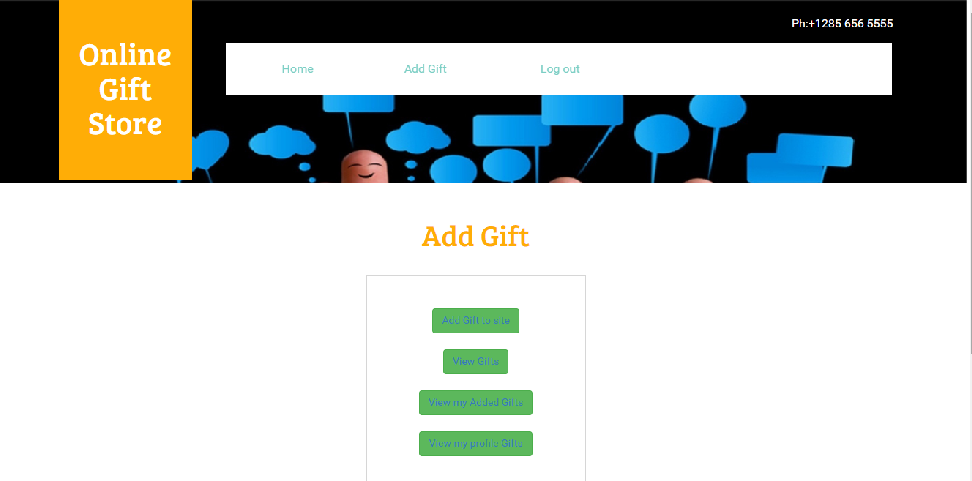 Online
Gift
Store
Ph:+1285 656 5555
Home Add Gift Log out
Add Gift
Add Gift to site
View Gifts
View my Added Gifts
View my profile Gifts